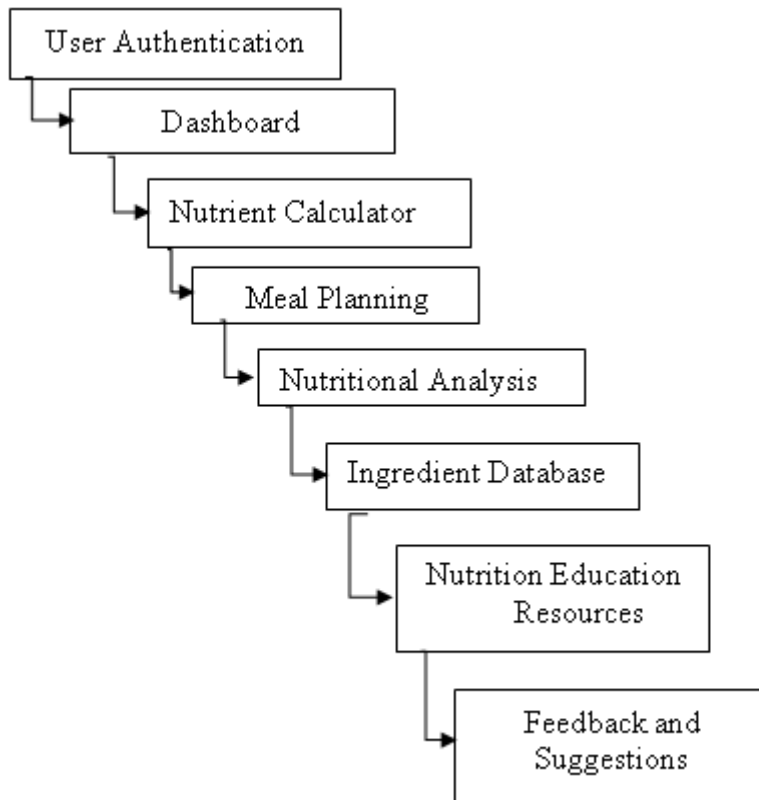 User Authentication
Dashboard
Nutrient Calculator
Meal Planning
Nutritional Analysis
Ingredient Database
Nutrition Education
Resources
Feedback and
Suggestions